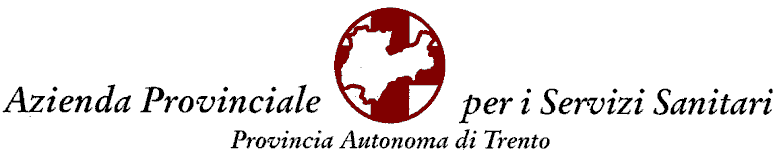 Azienda Provinciale per i Servizi Sanitari
Provincia Autonoma di Trento